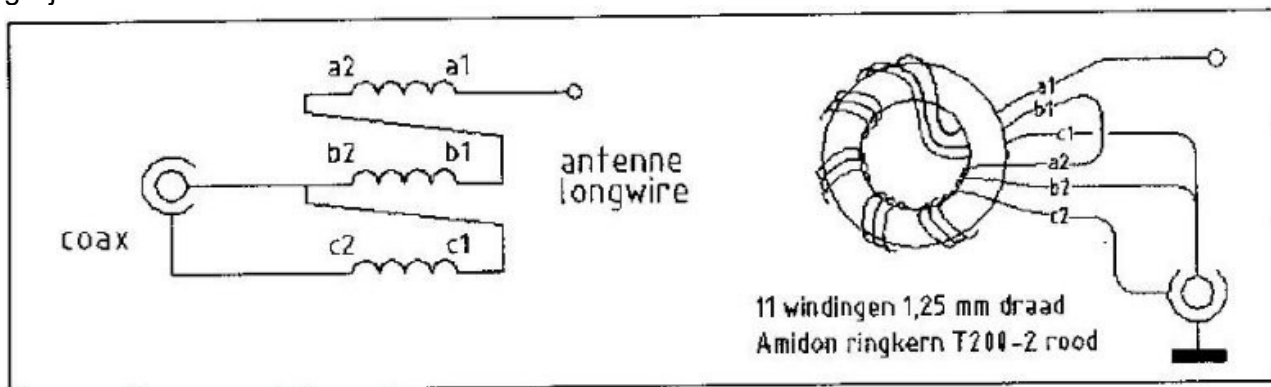 a2 a1
b2 b1
c2 c1
coax
antenne
longwire
a1
b1
c1
a2
b2
c2
11 windingen 1,25 mm draad
Amidon ringkern T200-2 rood